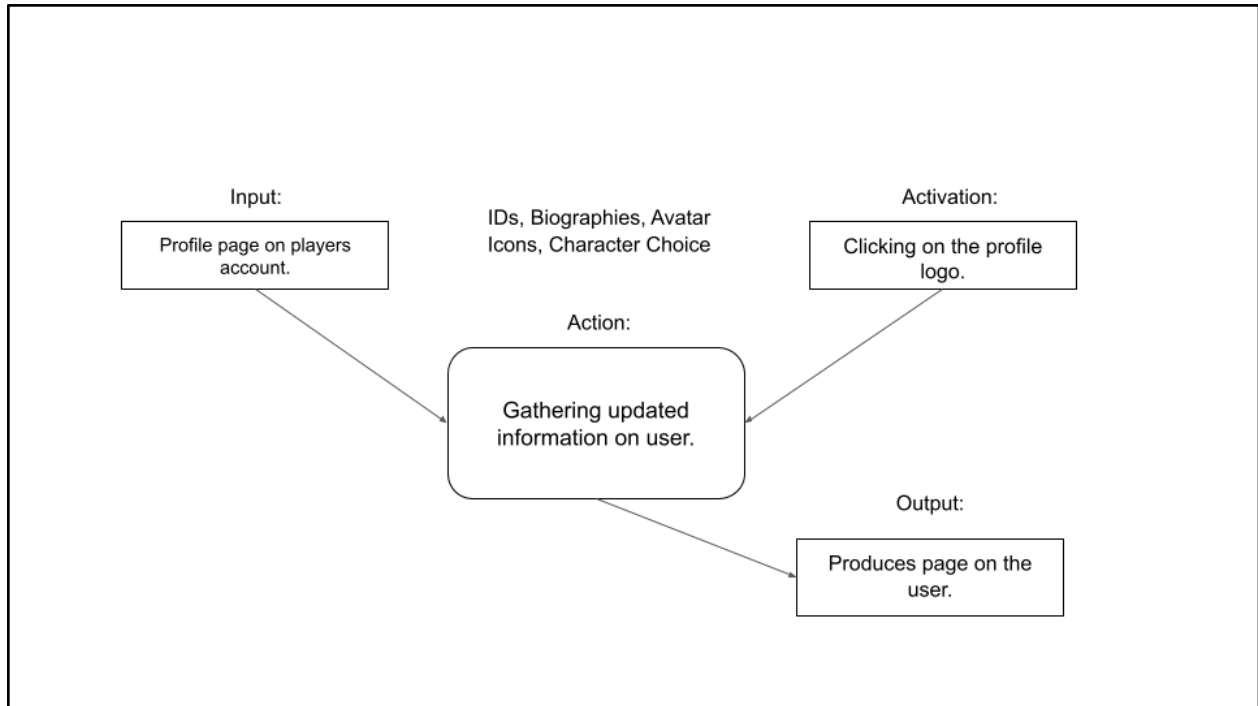 Input:
Profile page on players
account.
IDs, Biographies, Avatar
Icons, Character Choice
Activation:
Clicking on the profile
logo.
Action:
Gathering updated
information on user.
Output:
Produces page on the
user.